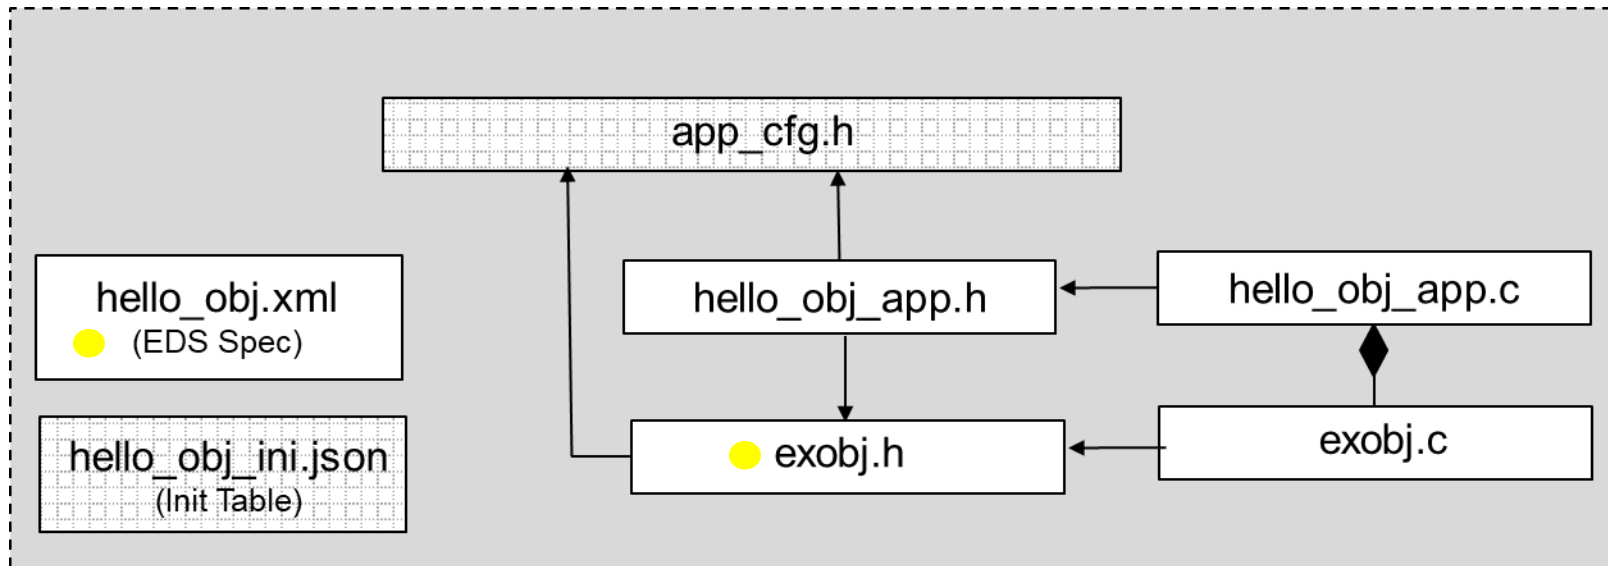 app_cfg.h
hello_obj.xml
(EDS Spec)
hello_obj_app.h
hello_obj_app.c
hello_obj_ini.json
(Init Table)
exobj.h
exobj.c